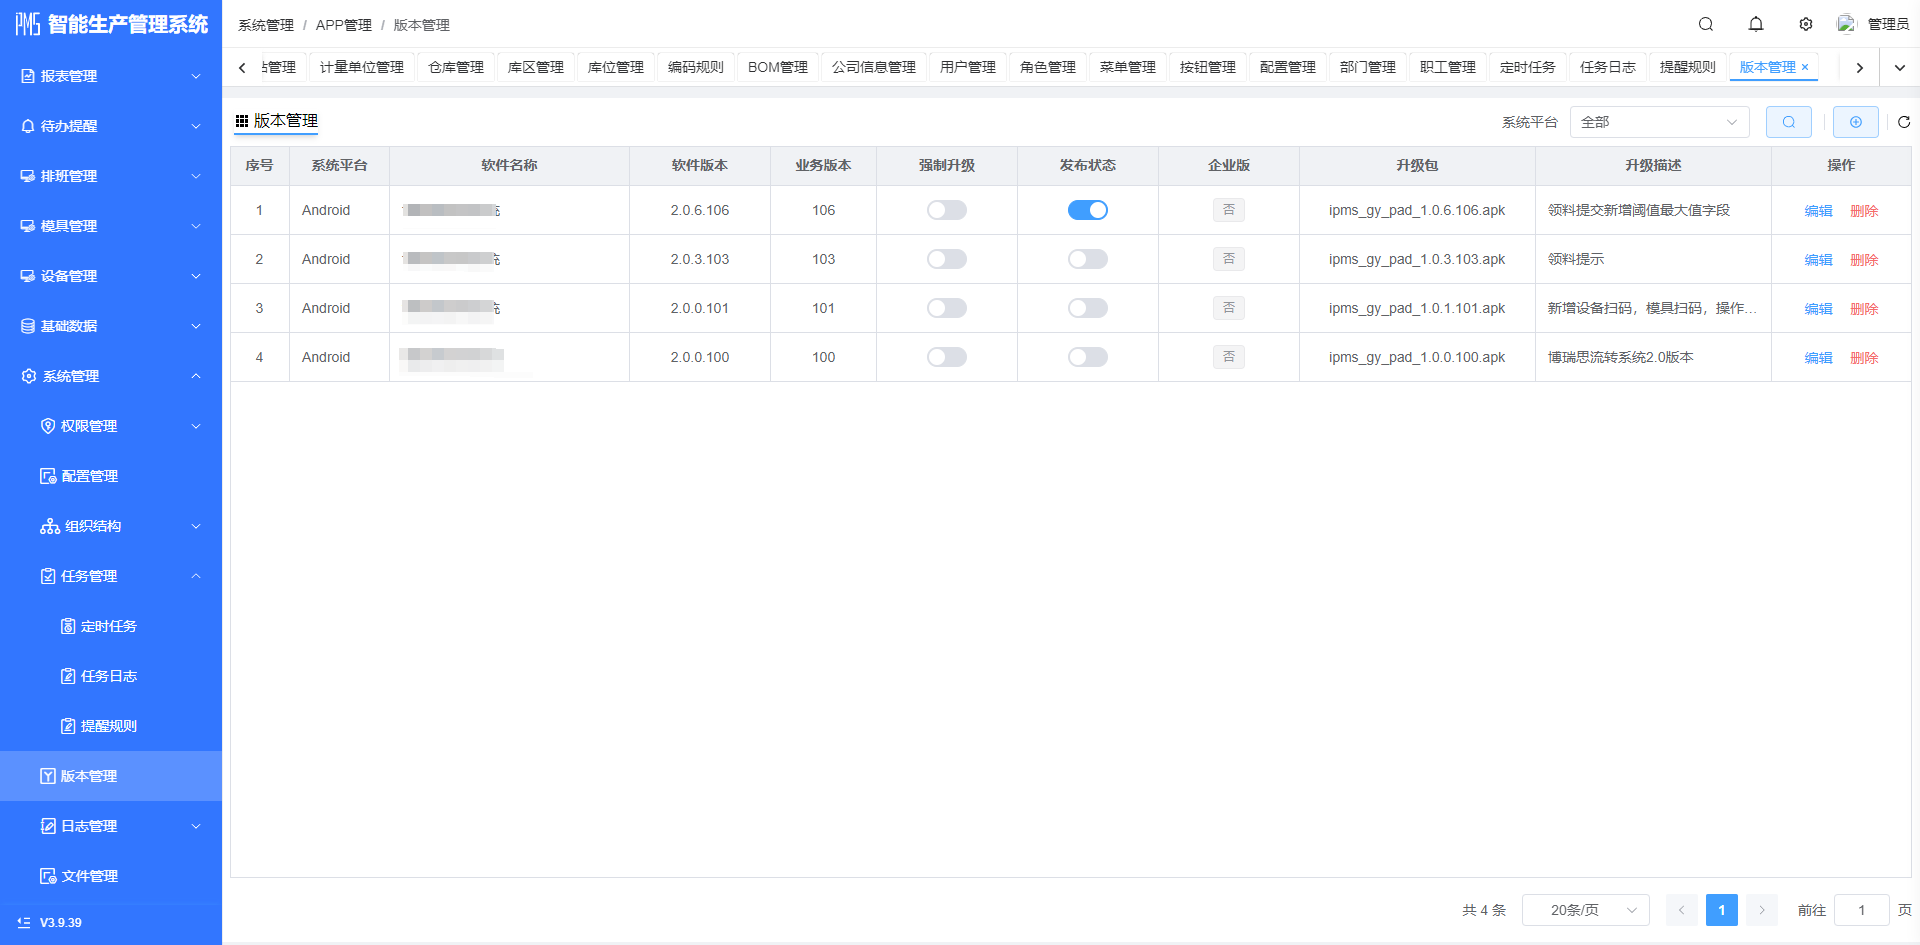 PMS 智能生产管理系统
报表管理
待办提醒
排班管理
模具管理
设备管理
基础数据
系统管理
权限管理
配置管理
组织结构
任务管理
定时任务
任务日志
提醒规则
版本管理
日志管理
文件管理
V3.9.39
系统管理 / APP管理 / 版本管理
管理员
管理 计量单位管理 仓库管理 库区管理 库位管理 编码规则 BOM管理 公司信息管理 用户管理 角色管理 菜单管理 按钮管理 配置管理 部门管理 职工管理 定时任务 任务日志 提醒规则 版本管理 ×
版本管理
系统平台 全部
序号 系统平台 软件名称 软件版本 业务版本 强制升级 发布状态 企业版 升级包 升级描述 操作
1 Android 2.0.6.106 106 否 ipms_gy_pad_1.0.6.106.apk 领料提交新增阈值最大值字段 编辑 删除
2 Android 2.0.3.103 103 否 ipms_gy_pad_1.0.3.103.apk 领料提示 编辑 删除
3 Android 2.0.0.101 101 否 ipms_gy_pad_1.0.1.101.apk 新增设备扫码，模具扫码，操作... 编辑 删除
4 Android 2.0.0.100 100 否 ipms_gy_pad_1.0.0.100.apk 博瑞思流转系统2.0版本 编辑 删除
共 4 条 20条/页 1 前往 1 页